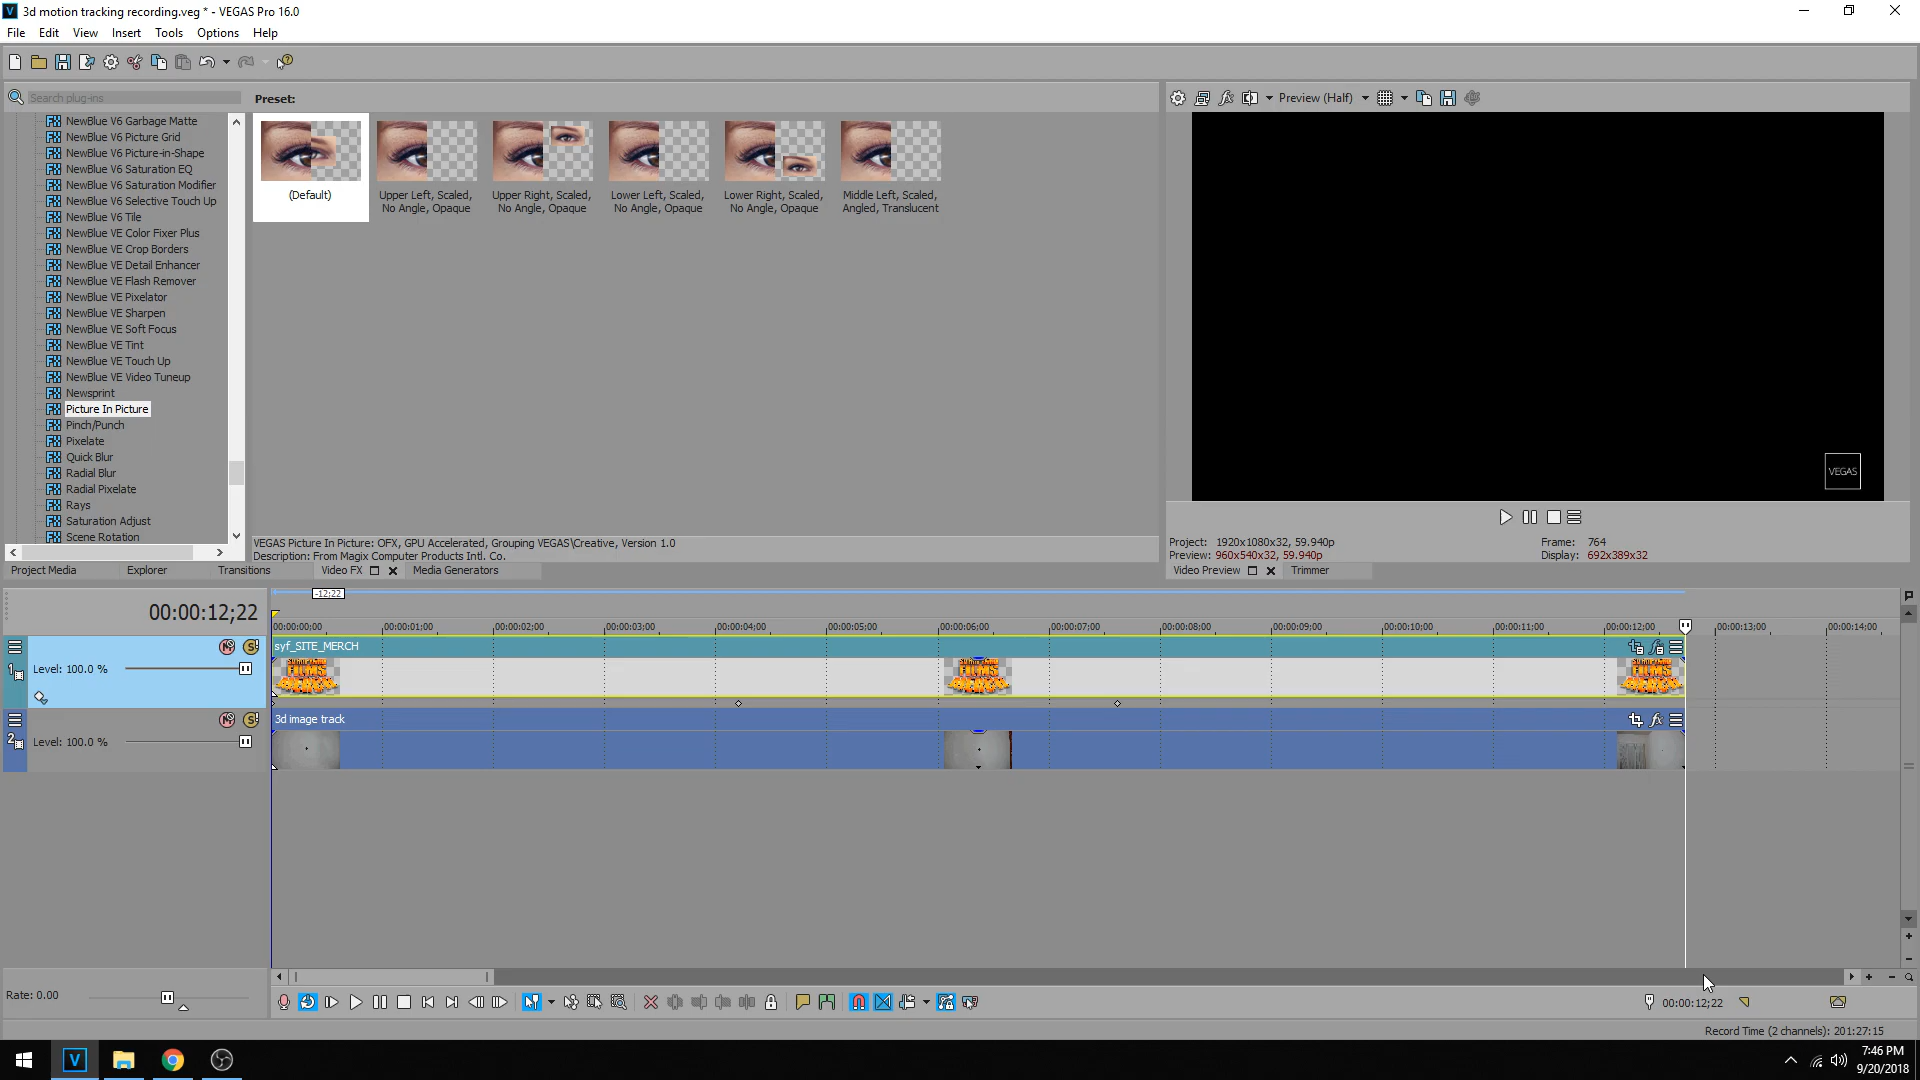 3d motion tracking recording.veg * - VEGAS Pro 16.0
File Edit View Insert Tools Options Help
Search plug-ins
NewBlue V6 Garbage Matte
NewBlue V6 Picture Grid
NewBlue V6 Picture-in-Shape
NewBlue V6 Saturation EQ
NewBlue V6 Saturation Modifier
NewBlue V6 Selective Touch Up
NewBlue V6 Tile
NewBlue VE Color Fixer Plus
NewBlue VE Crop Borders
NewBlue VE Detail Enhancer
NewBlue VE Flash Remover
NewBlue VE Pixelator
NewBlue VE Sharpen
NewBlue VE Soft Focus
NewBlue VE Tint
NewBlue VE Touch Up
NewBlue VE Video Tuneup
Newsprint
Picture In Picture
Pinch/Punch
Pixelate
Quick Blur
Radial Blur
Radial Pixelate
Rays
Saturation Adjust
Scene Rotation
Preset:
(Default)
Upper Left, Scaled, No Angle, Opaque
Upper Right, Scaled, No Angle, Opaque
Lower Left, Scaled, No Angle, Opaque
Lower Right, Scaled, No Angle, Opaque
Middle Left, Scaled, Angled, Translucent
VEGAS Picture In Picture: OFX, GPU Accelerated, Grouping VEGAS\Creative, Version 1.0
Description: From Magix Computer Products Intl. Co.
Project Media Explorer Transitions Video FX Media Generators
Preview (Half)
VEGAS
Project: 1920x1080x32, 59.940p Frame: 764
Preview: 960x540x32, 59.940p Display: 692x389x32
Video Preview Trimmer
-12;22
00:00:12;22
00:00:00;00 00:00:01;00 00:00:02;00 00:00:03;00 00:00:04;00 00:00:05;00 00:00:06;00 00:00:07;00 00:00:08;00 00:00:09;00 00:00:10;00 00:00:11;00 00:00:12;00 00:00:13;00 00:00:14;00
syf_SITE_MERCH
1
Level: 100.0 %
FILMS
FILMS
FILMS
3d image track
2
Level: 100.0 %
Rate: 0.00
00:00:12;22
Record Time (2 channels): 201:27:15
7:46 PM
9/20/2018